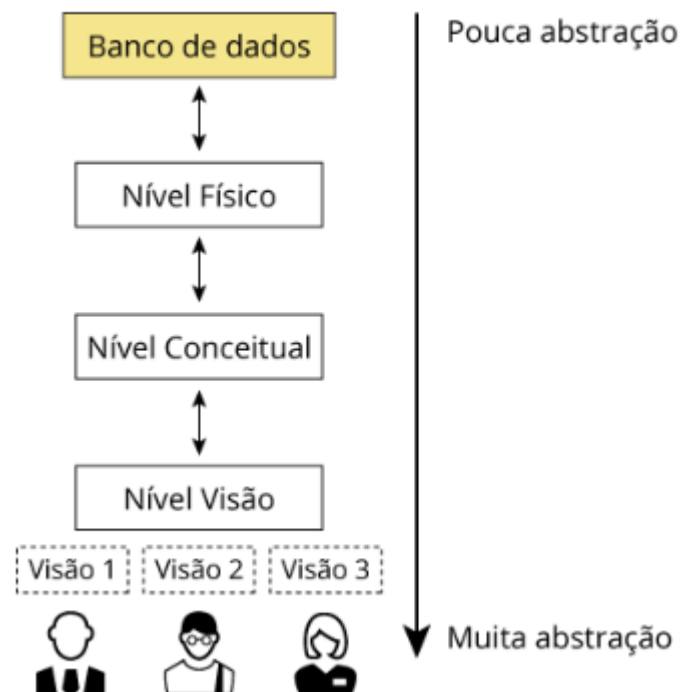 Banco de dados
Pouca abstração
Nível Físico
Nível Conceitual
Nível Visão
Visão 1
Visão 2
Visão 3
Muita abstração